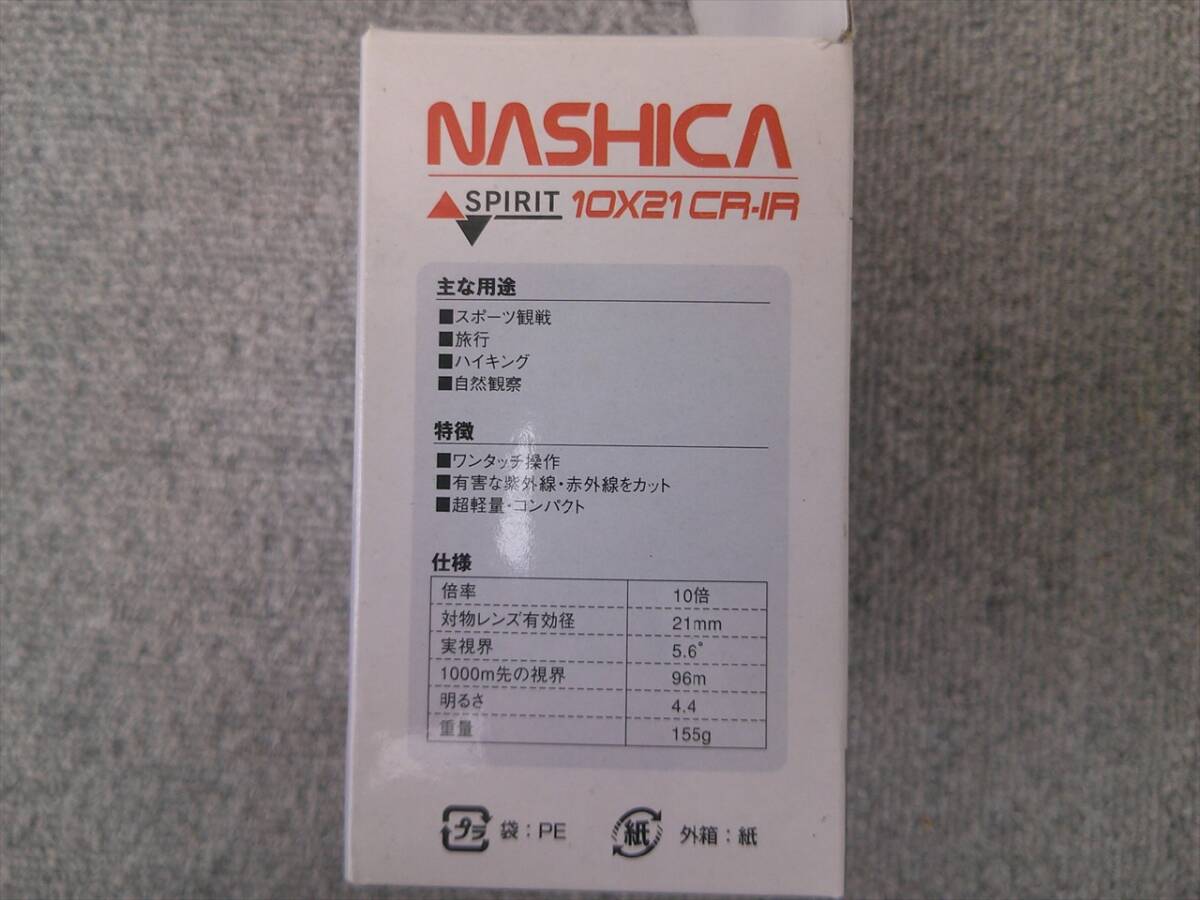 NASHICA
SPIRIT 10X21 CR-IR
主な用途
■スポーツ観戦
■旅行
■ハイキング
■自然観察
特徴
■ワンタッチ操作
■有害な紫外線・赤外線をカット
■超軽量・コンパクト
仕様
倍率 10倍
対物レンズ有効径 21mm
実視界 5.6°
1000m先の視界 96m
明るさ 4.4
重量 155g
プラ 袋：PE 紙 外箱：紙